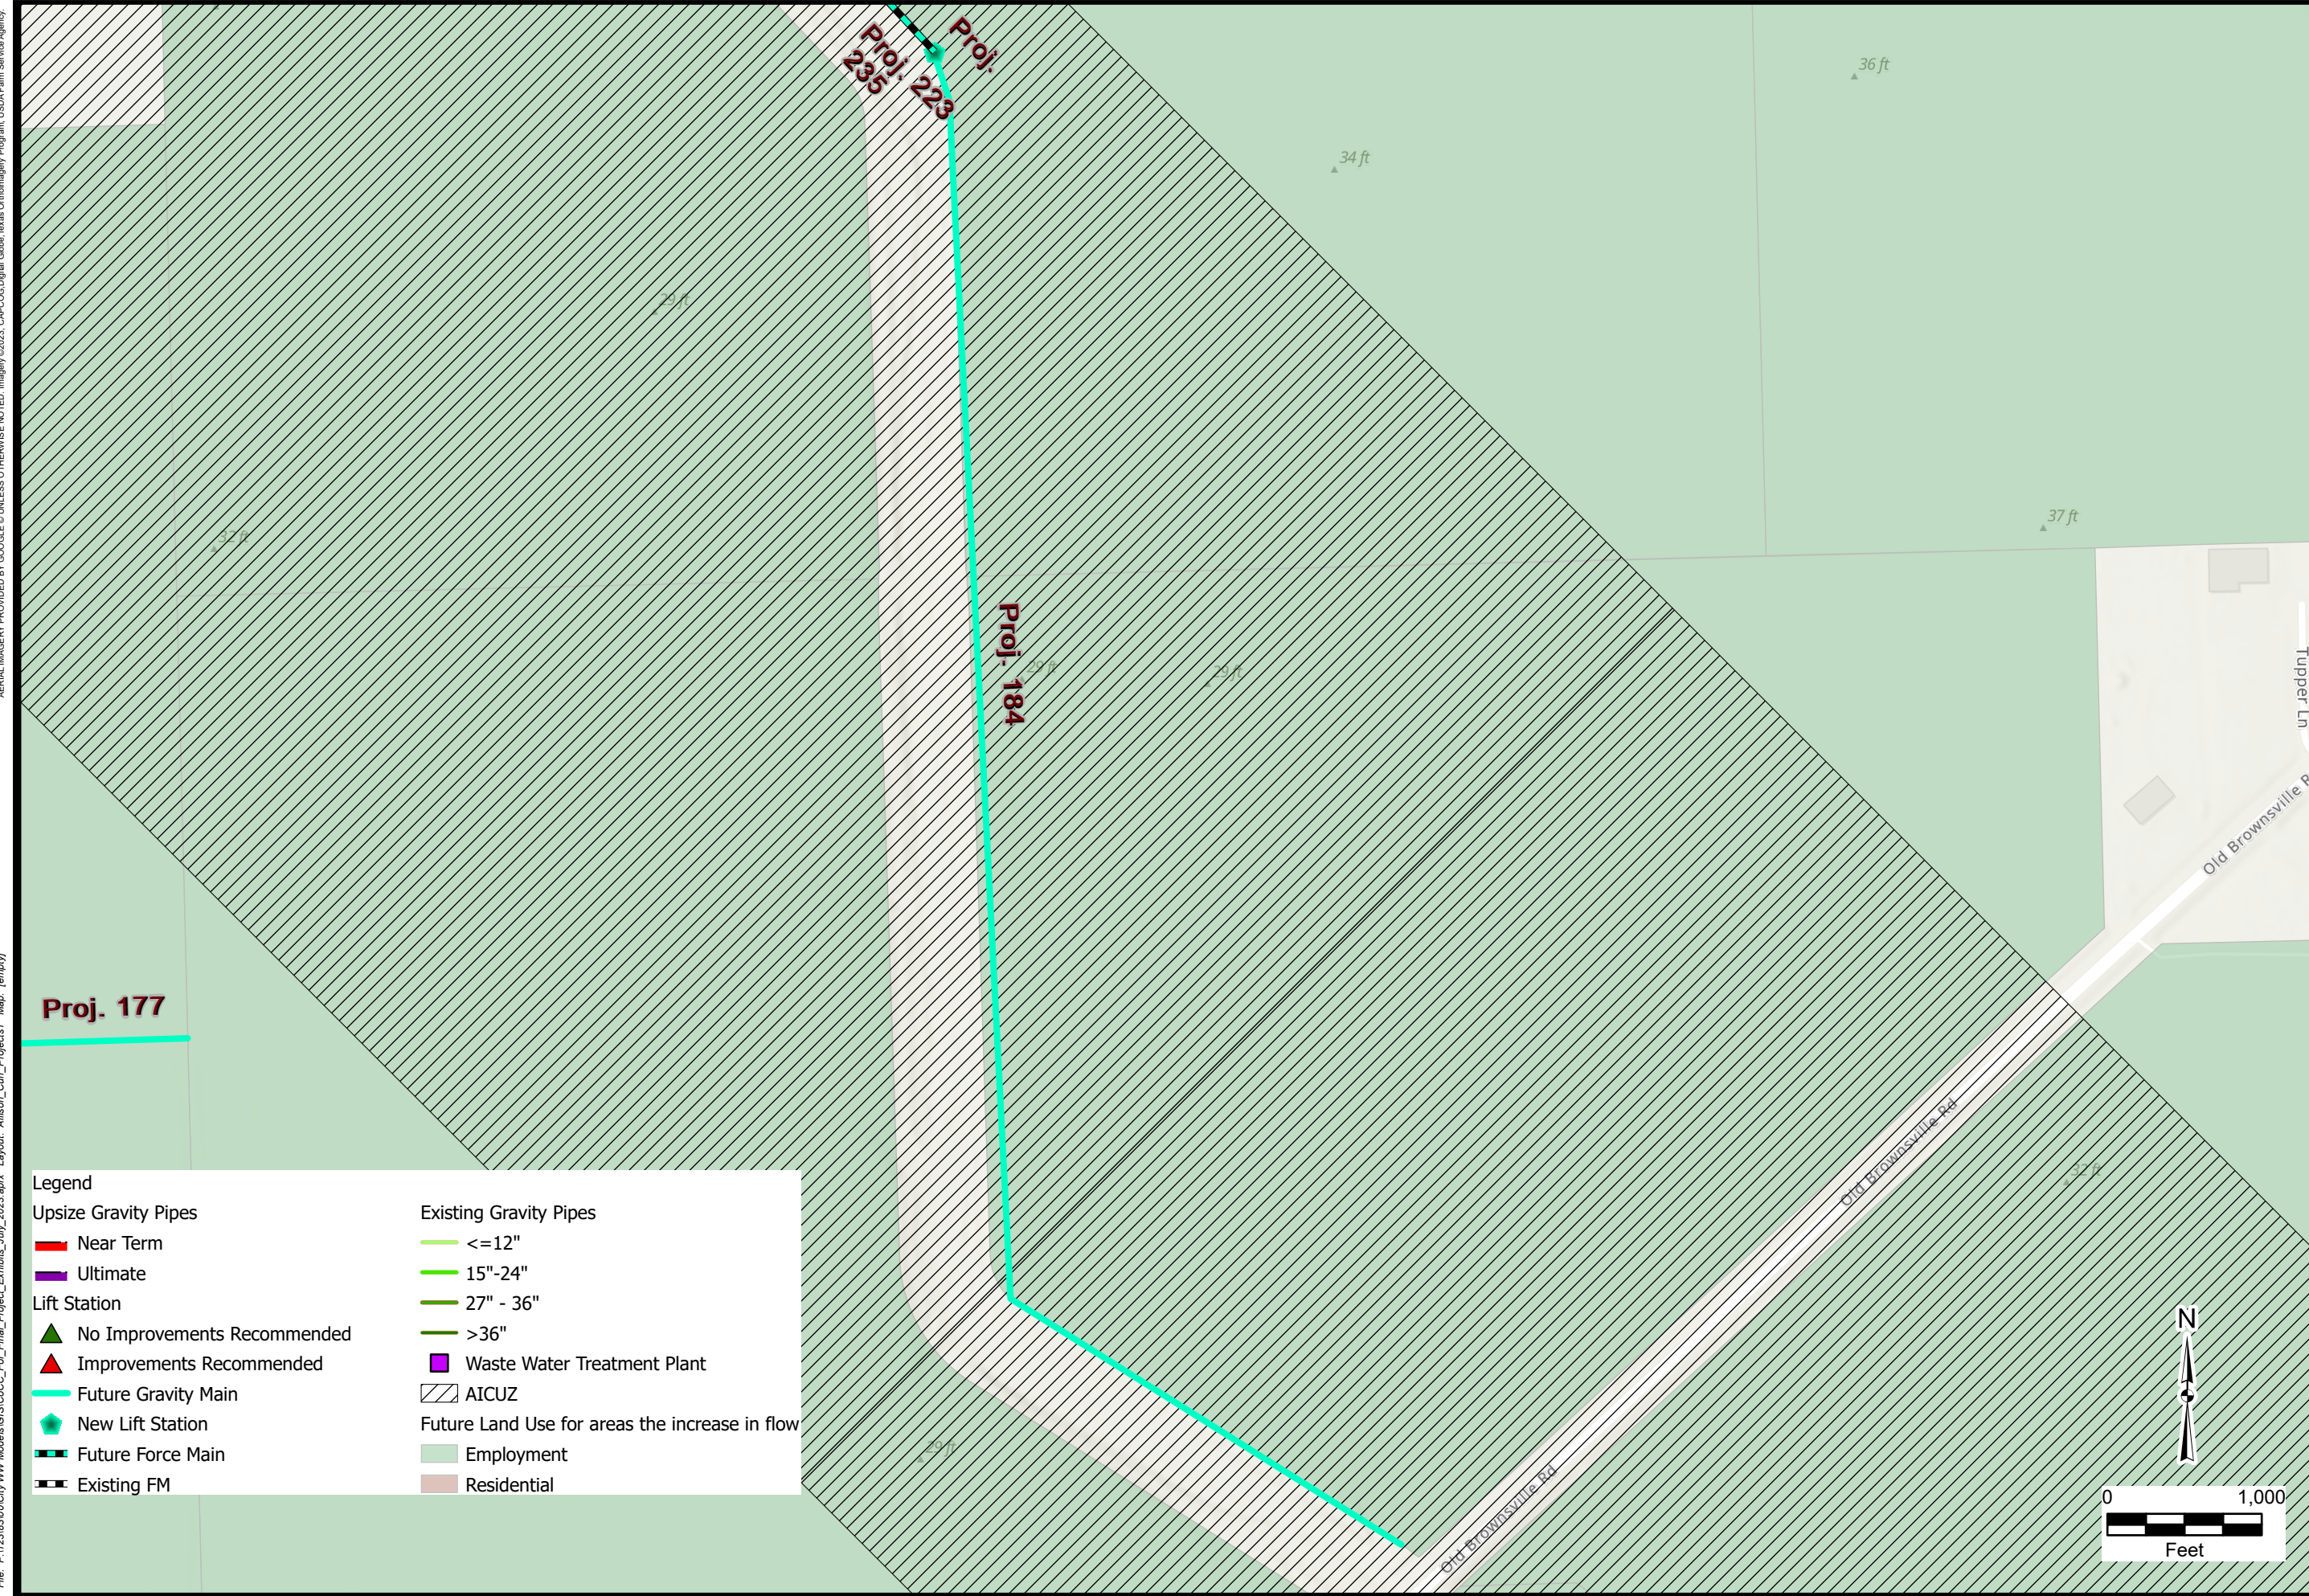 Proj.
Proj. 223
235
36 ft
34 ft
29 ft
37 ft
32 ft
Proj. 184
29 ft
29 ft
Tupper Ln
Old Brownsville
Proj. 177
Old Brownsville Rd
32 ft
29 ft
Old Brownsville Rd
Legend
Upsize Gravity Pipes
Near Term
Ultimate
Lift Station
No Improvements Recommended
Improvements Recommended
Future Gravity Main
New Lift Station
Future Force Main
Existing FM
Existing Gravity Pipes
<=12"
15"-24"
27" - 36"
>36"
Waste Water Treatment Plant
AICUZ
Future Land Use for areas the increase in flow
Employment
Residential
N
0 1,000
Feet